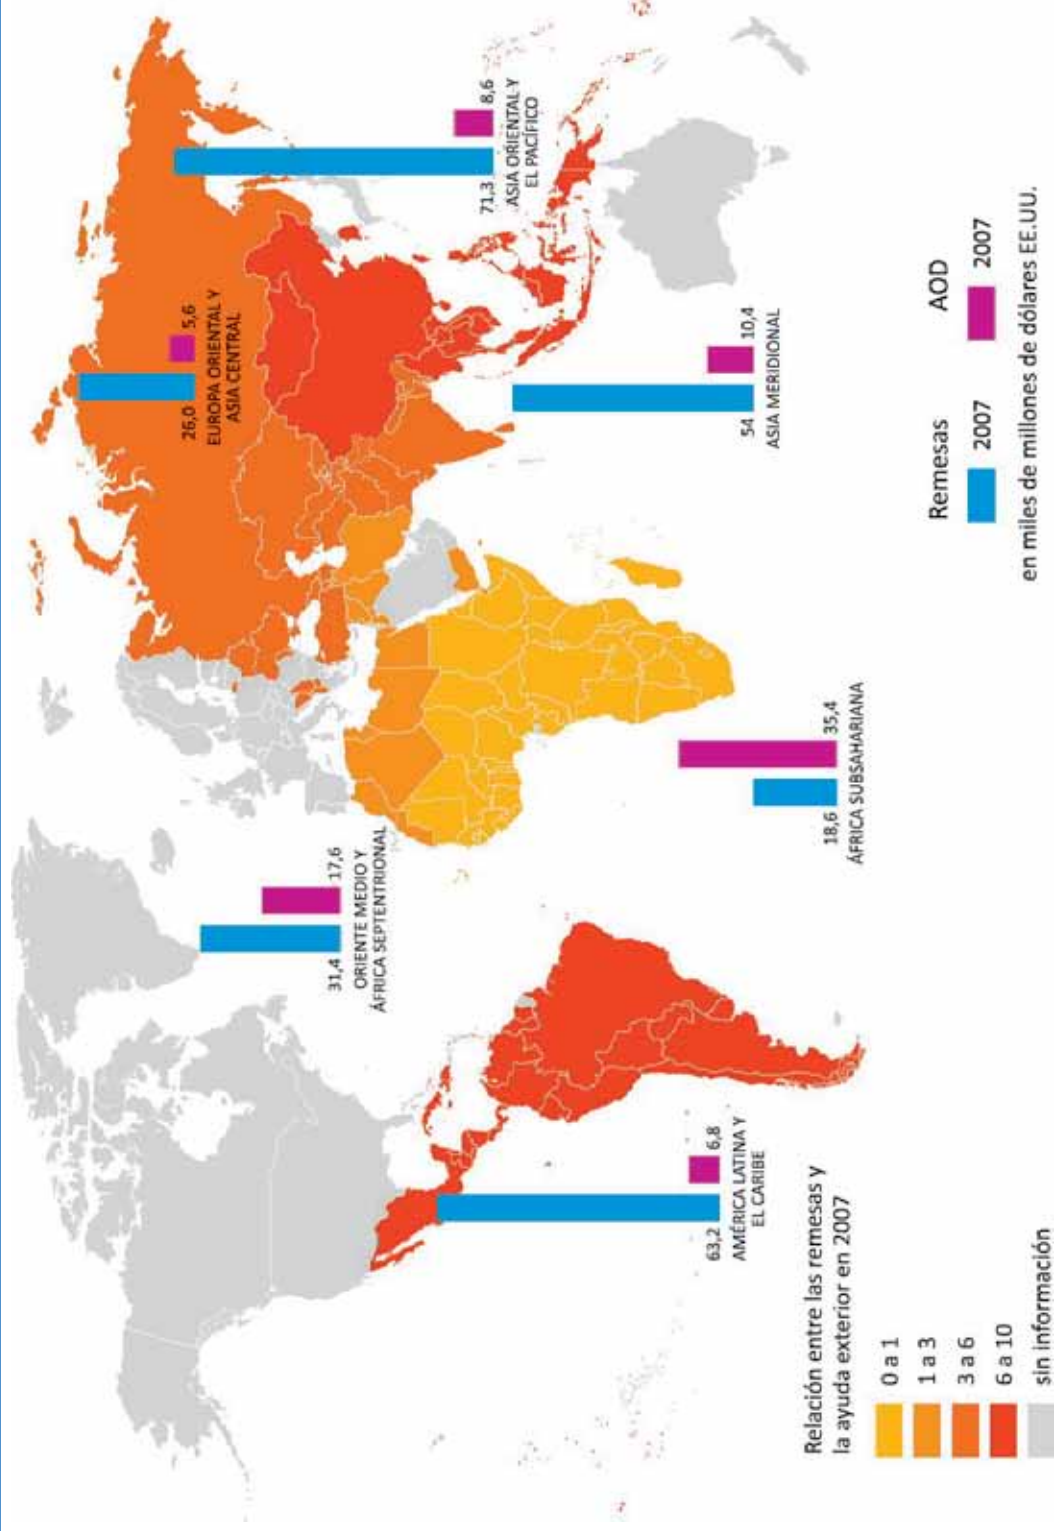 26,0 5,6
EUROPA ORIENTAL Y
ASIA CENTRAL
71,3 8,6
ASIA ORIENTAL Y
EL PACÍFICO
31,4 17,6
ORIENTE MEDIO Y
ÁFRICA SEPTENTRIONAL
54 10,4
ASIA MERIDIONAL
63,2 6,8
AMÉRICA LATINA Y
EL CARIBE
18,6 35,4
ÁFRICA SUBSAHARIANA
Relación entre las remesas y
la ayuda exterior en 2007
0 a 1
1 a 3
3 a 6
6 a 10
sin información
Remesas AOD
2007 2007
en miles de millones de dólares EE.UU.